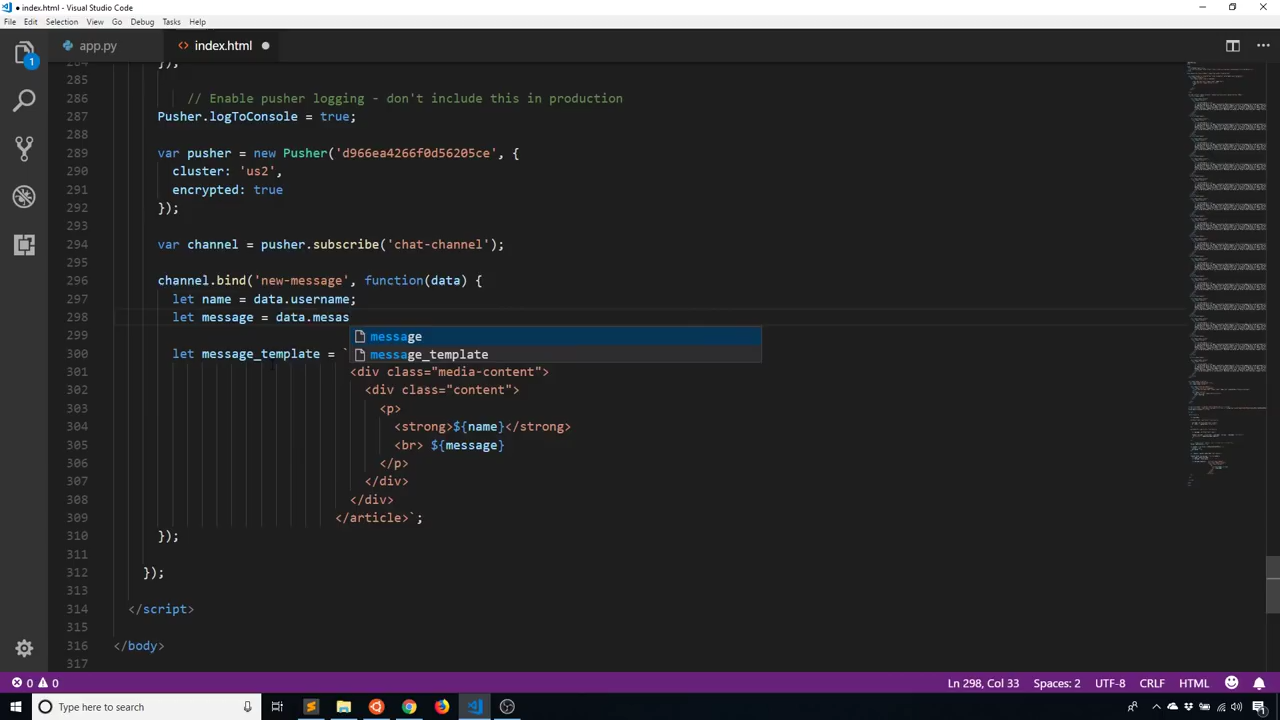 index.html - Visual Studio Code
File Edit Selection View Go Debug Tasks Help
1
app.py
index.html
284 });
285
286 // Enable pusher logging - don't include this in production
287 Pusher.logToConsole = true;
288
289 var pusher = new Pusher('d966ea4266f0d56205ce', {
290 cluster: 'us2',
291 encrypted: true
292 });
293
294 var channel = pusher.subscribe('chat-channel');
295
296 channel.bind('new-message', function(data) {
297 let name = data.username;
298 let message = data.mesas
299
message
300 let message_template = `
message_template
301 <div class="media-content">
302 <div class="content">
303 <p>
304 <strong>${name}</strong>
305 <br> ${message}
306 </p>
307 </div>
308 </div>
309 </article>`;
310 });
311
312 });
313
314 </script>
315
316 </body>
317
0 0
Ln 298, Col 33 Spaces: 2 UTF-8 CRLF HTML
Type here to search
1